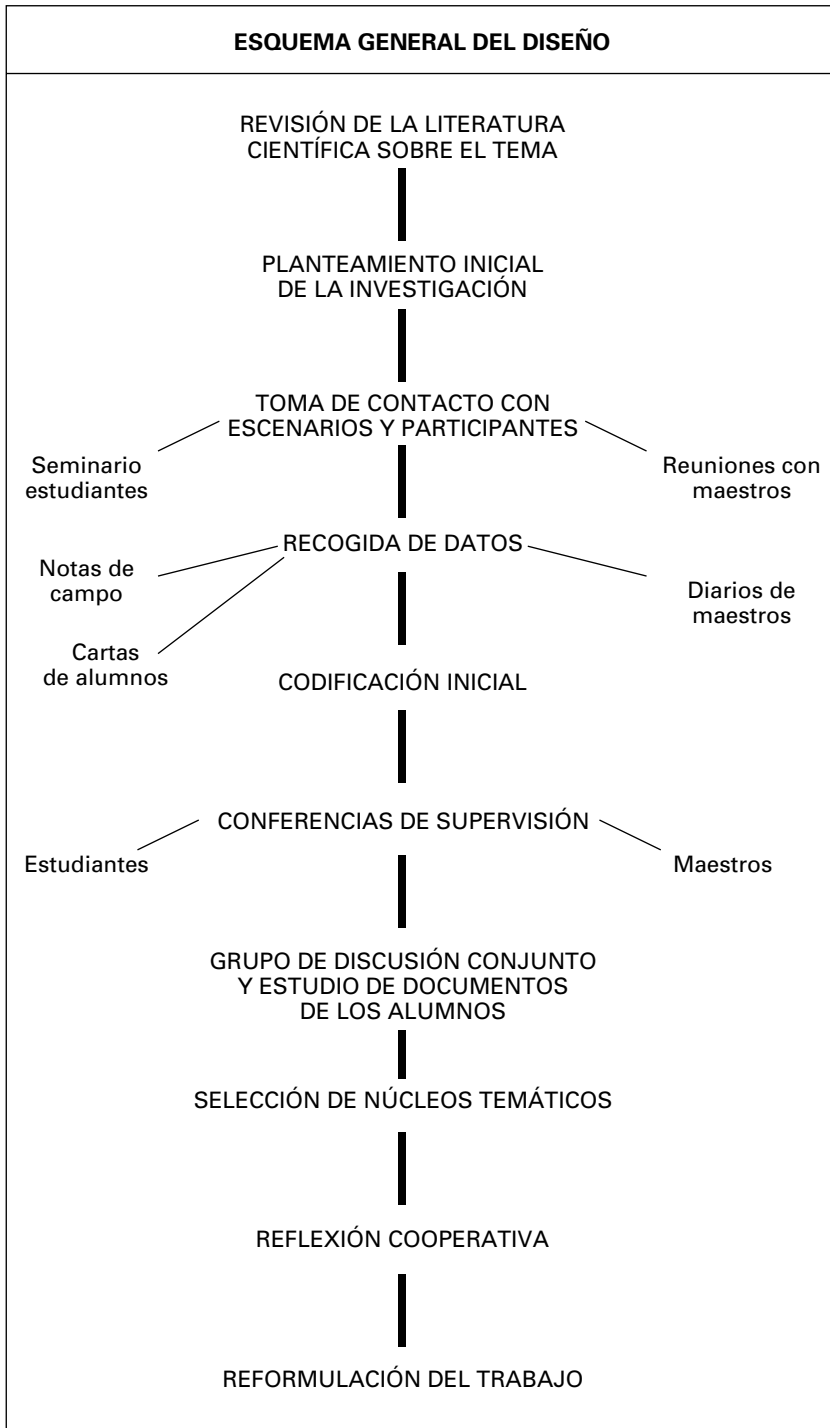 ESQUEMA GENERAL DEL DISEÑO
REVISIÓN DE LA LITERATURA
CIENTÍFICA SOBRE EL TEMA
PLANTEAMIENTO INICIAL
DE LA INVESTIGACIÓN
TOMA DE CONTACTO CON
ESCENARIOS Y PARTICIPANTES
Seminario
estudiantes
Reuniones con
maestros
RECOGIDA DE DATOS
Notas de
campo
Diarios de
maestros
Cartas
de alumnos
CODIFICACIÓN INICIAL
CONFERENCIAS DE SUPERVISIÓN
Estudiantes
Maestros
GRUPO DE DISCUSIÓN CONJUNTO
Y ESTUDIO DE DOCUMENTOS
DE LOS ALUMNOS
SELECCIÓN DE NÚCLEOS TEMÁTICOS
REFLEXIÓN COOPERATIVA
REFORMULACIÓN DEL TRABAJO